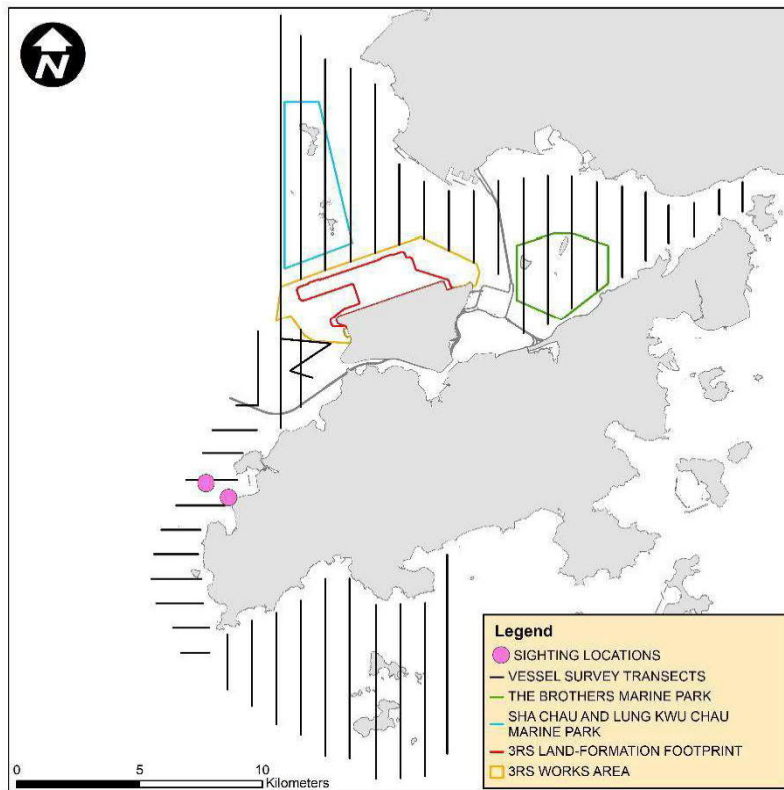 N
Legend
SIGHTING LOCATIONS
VESSEL SURVEY TRANSECTS
THE BROTHERS MARINE PARK
SHA CHAU AND LUNG KWU CHAU
MARINE PARK
3RS LAND-FORMATION FOOTPRINT
3RS WORKS AREA
0 5 10
Kilometers